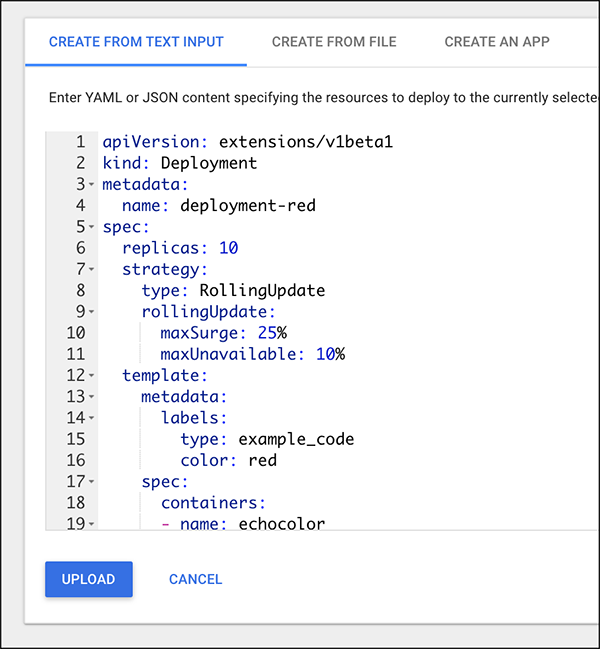 CREATE FROM TEXT INPUT CREATE FROM FILE CREATE AN APP
Enter YAML or JSON content specifying the resources to deploy to the currently selecte
1 apiVersion: extensions/v1beta1
2 kind: Deployment
3 metadata:
4 name: deployment-red
5 spec:
6 replicas: 10
7 strategy:
8 type: RollingUpdate
9 rollingUpdate:
10 maxSurge: 25%
11 maxUnavailable: 10%
12 template:
13 metadata:
14 labels:
15 type: example_code
16 color: red
17 spec:
18 containers:
19 - name: echocolor
UPLOAD CANCEL